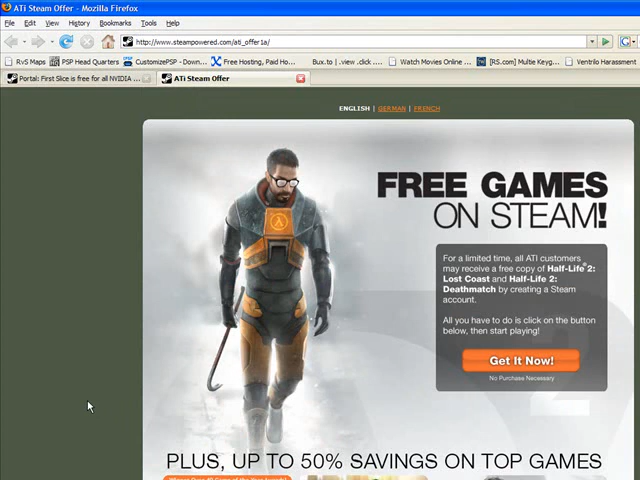 ATi Steam Offer - Mozilla Firefox
File Edit View History Bookmarks Tools Help
http://www.steampowered.com/ati_offer1a/
RvS Maps PSP Head Quarters CustomizePSP - Down... Free Hosting, Paid Ho... Bux.to | .view .click .... Watch Movies Online ... [RS.com] Multie Keyg... Ventrilo Harassment
Portal: First Slice is free for all NVIDIA ... ATi Steam Offer
ENGLISH | GERMAN | FRENCH
FREE GAMES
ON STEAM!
For a limited time, all ATI customers
may receive a free copy of Half-Life® 2:
Lost Coast and Half-Life 2:
Deathmatch by creating a Steam
account.
All you have to do is click on the button
below, then start playing!
Get It Now!
No Purchase Necessary
2
PLUS, UP TO 50% SAVINGS ON TOP GAMES